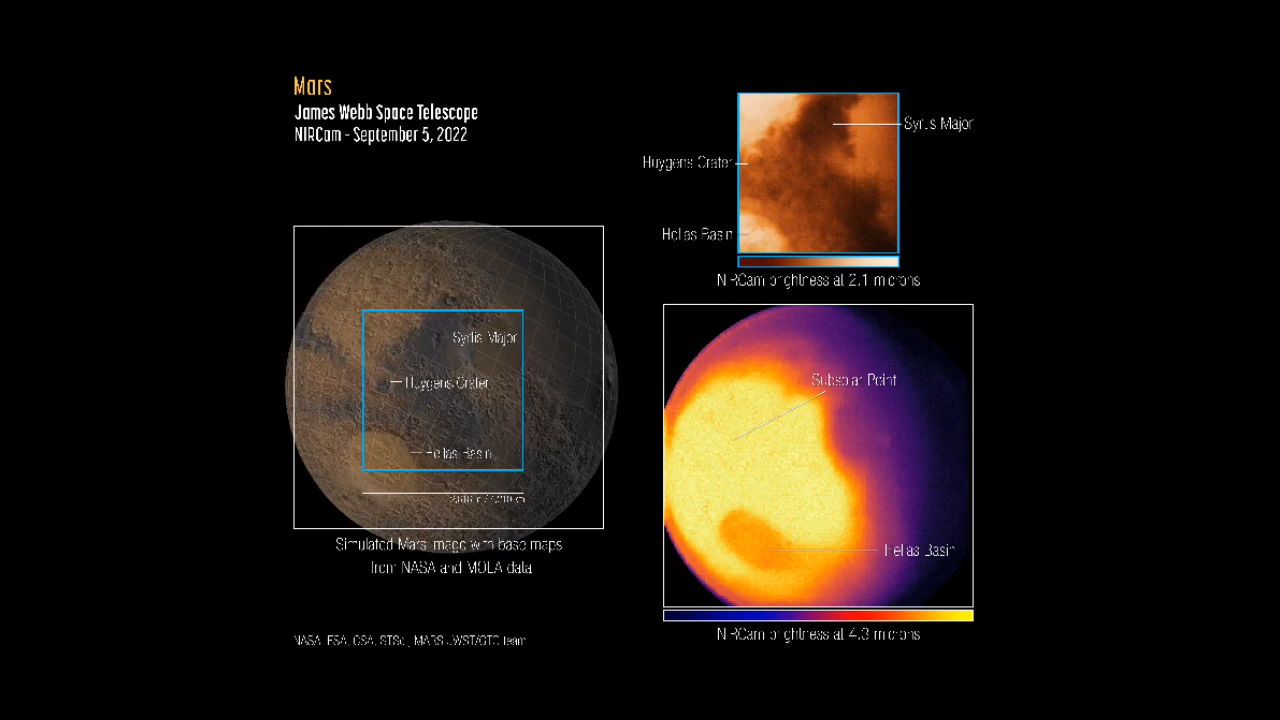 Mars
James Webb Space Telescope
NIRCam - September 5, 2022
Syrtis Major
Huygens Crater
Hellas Basin
NIRCam brightness at 2.1 microns
Syrtis Major
Huygens Crater
Hellas Basin
Simulated Mars image with base maps
from NASA and MOLA data
Subsolar Point
Hellas Basin
NIRCam brightness at 4.3 microns
NASA, ESA, CSA, STScI, MARS JWST/GTO team